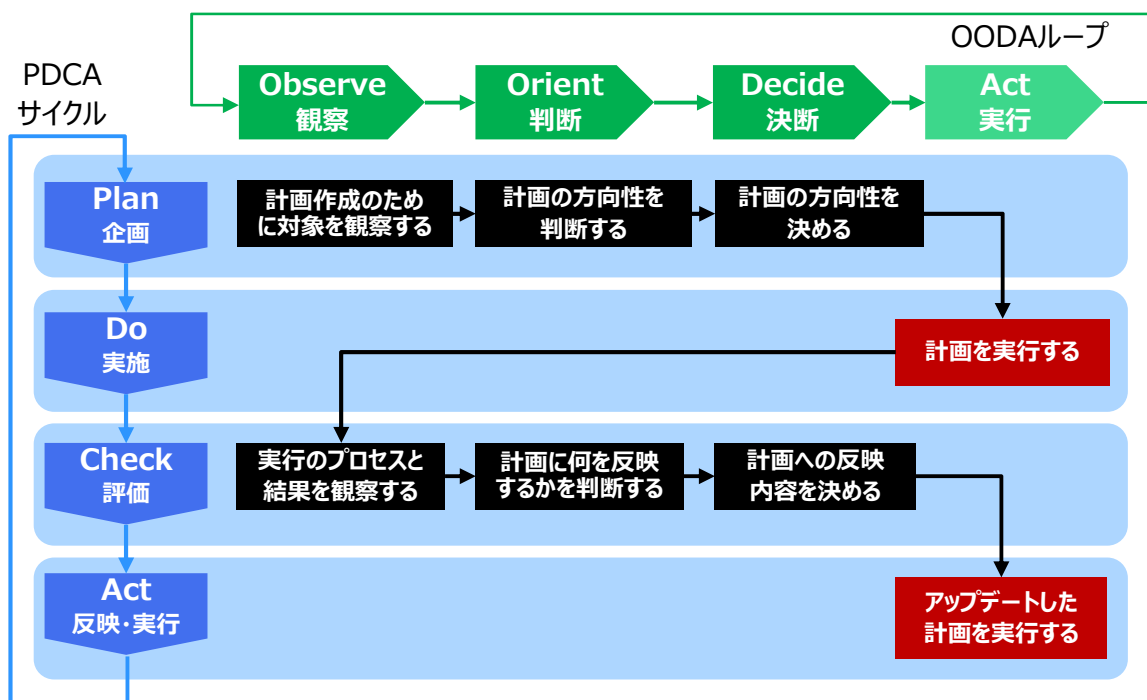 OODAループ
PDCA
サイクル
Observe
観察
Orient
判断
Decide
決断
Act
実行
Plan
企画
計画作成のため
に対象を観察する
計画の方向性を
判断する
計画の方向性を
決める
Do
実施
計画を実行する
Check
評価
実行のプロセスと
結果を観察する
計画に何を反映
するかを判断する
計画への反映
内容を決める
Act
反映・実行
アップデートした
計画を実行する